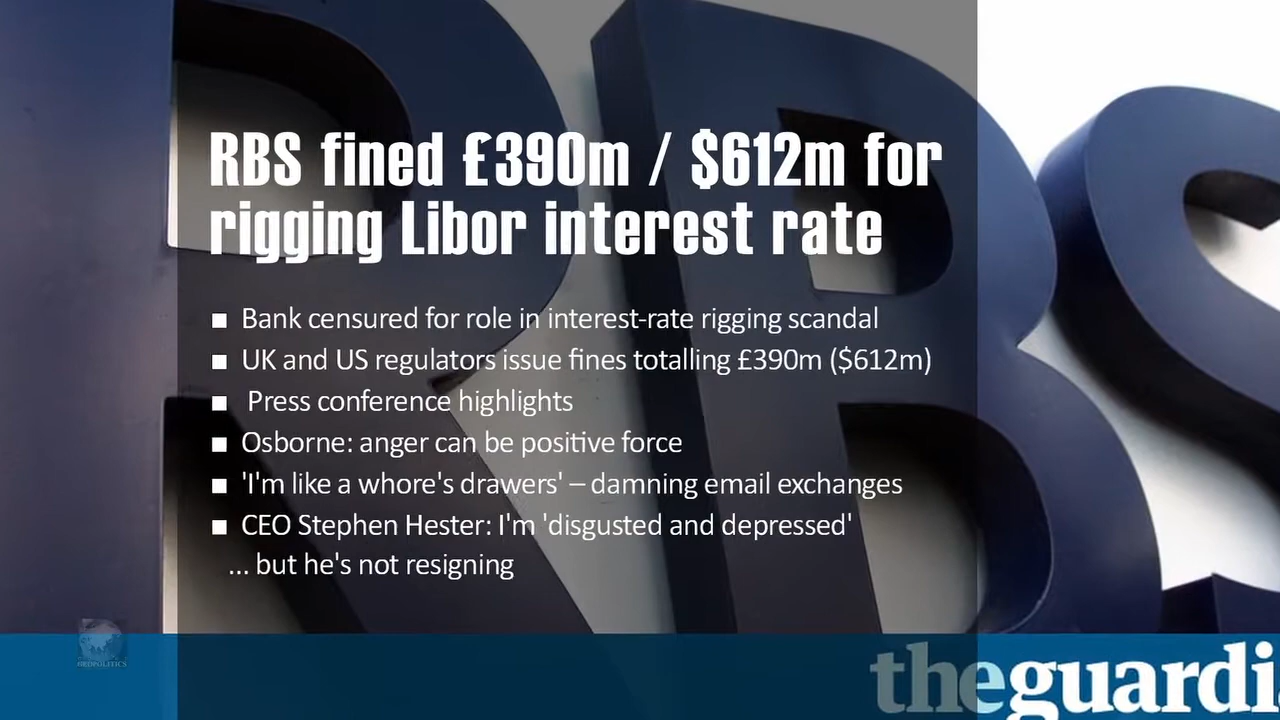 RBS fined £390m / $612m for
rigging Libor interest rate
■ Bank censured for role in interest-rate rigging scandal
■ UK and US regulators issue fines totalling £390m ($612m)
■ Press conference highlights
■ Osborne: anger can be positive force
■ 'I'm like a whore's drawers' – damning email exchanges
■ CEO Stephen Hester: I'm 'disgusted and depressed'
... but he's not resigning
theguardi